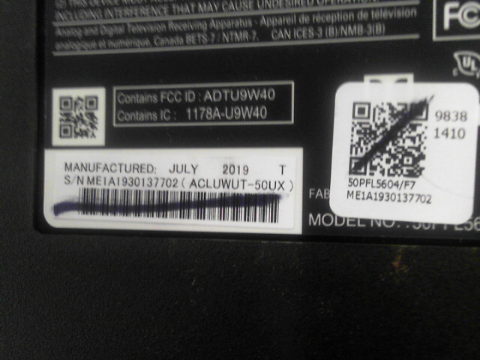 INCLUDING INTERFERENCE THAT MAY CAUSE UNDESIRED OPERATION
Analog and Digital Television Receiving Apparatus - Appareil de réception de télévision
analogique et numérique, Canada BETS-7 / NTMR-7. CAN ICES-3 (B)/NMB-3(B)
FC
UL
Contains FCC ID : ADTU9W40
Contains IC : 1178A-U9W40
9838
1410
50PFL5604/F7
ME1A1930137702
MANUFACTURED: JULY 2019 T
S/N ME1A1930137702 ( ACLUWUT-50UX )
MODEL NO.: